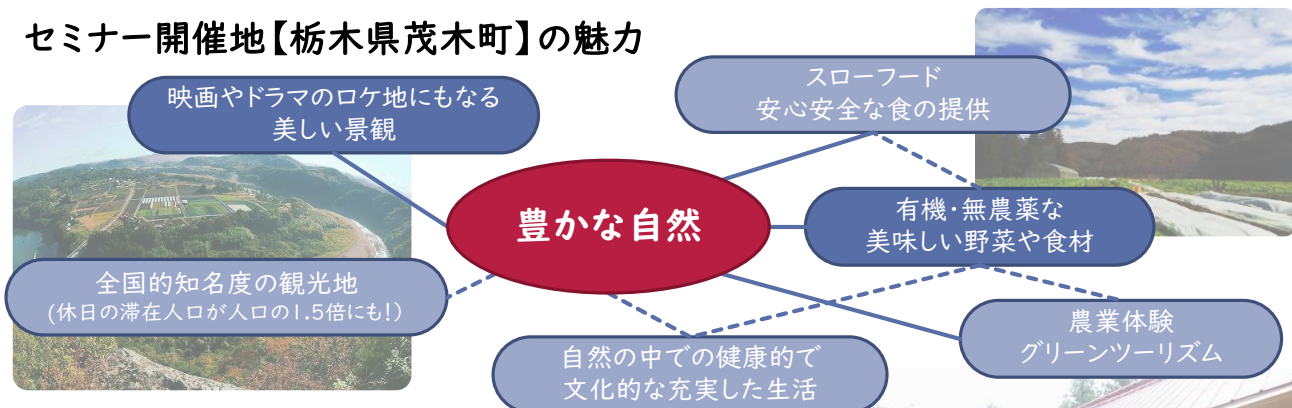 セミナー開催地【栃木県茂木町】の魅力
映画やドラマのロケ地にもなる
美しい景観
スローフード
安心安全な食の提供
豊かな自然
有機・無農薬な
美味しい野菜や食材
全国的知名度の観光地
(休日の滞在人口が人口の1.5倍にも!)
農業体験
グリーンツーリズム
自然の中での健康的で
文化的な充実した生活